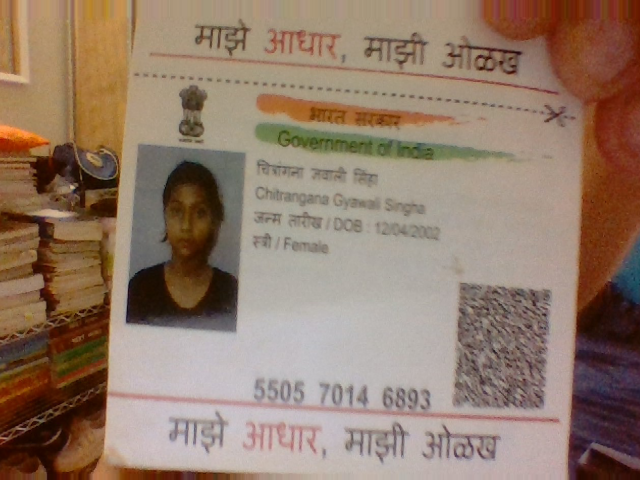 माझे आधार, माझी ओळख
भारत सरकार
Government of India
चित्रांगना ज्ञवाली सिंहा
Chitrangana Gyawali Singha
जन्म तारीख / DOB : 12/04/2002
स्त्री / Female
5505 7014 6893
माझे आधार, माझी ओळख